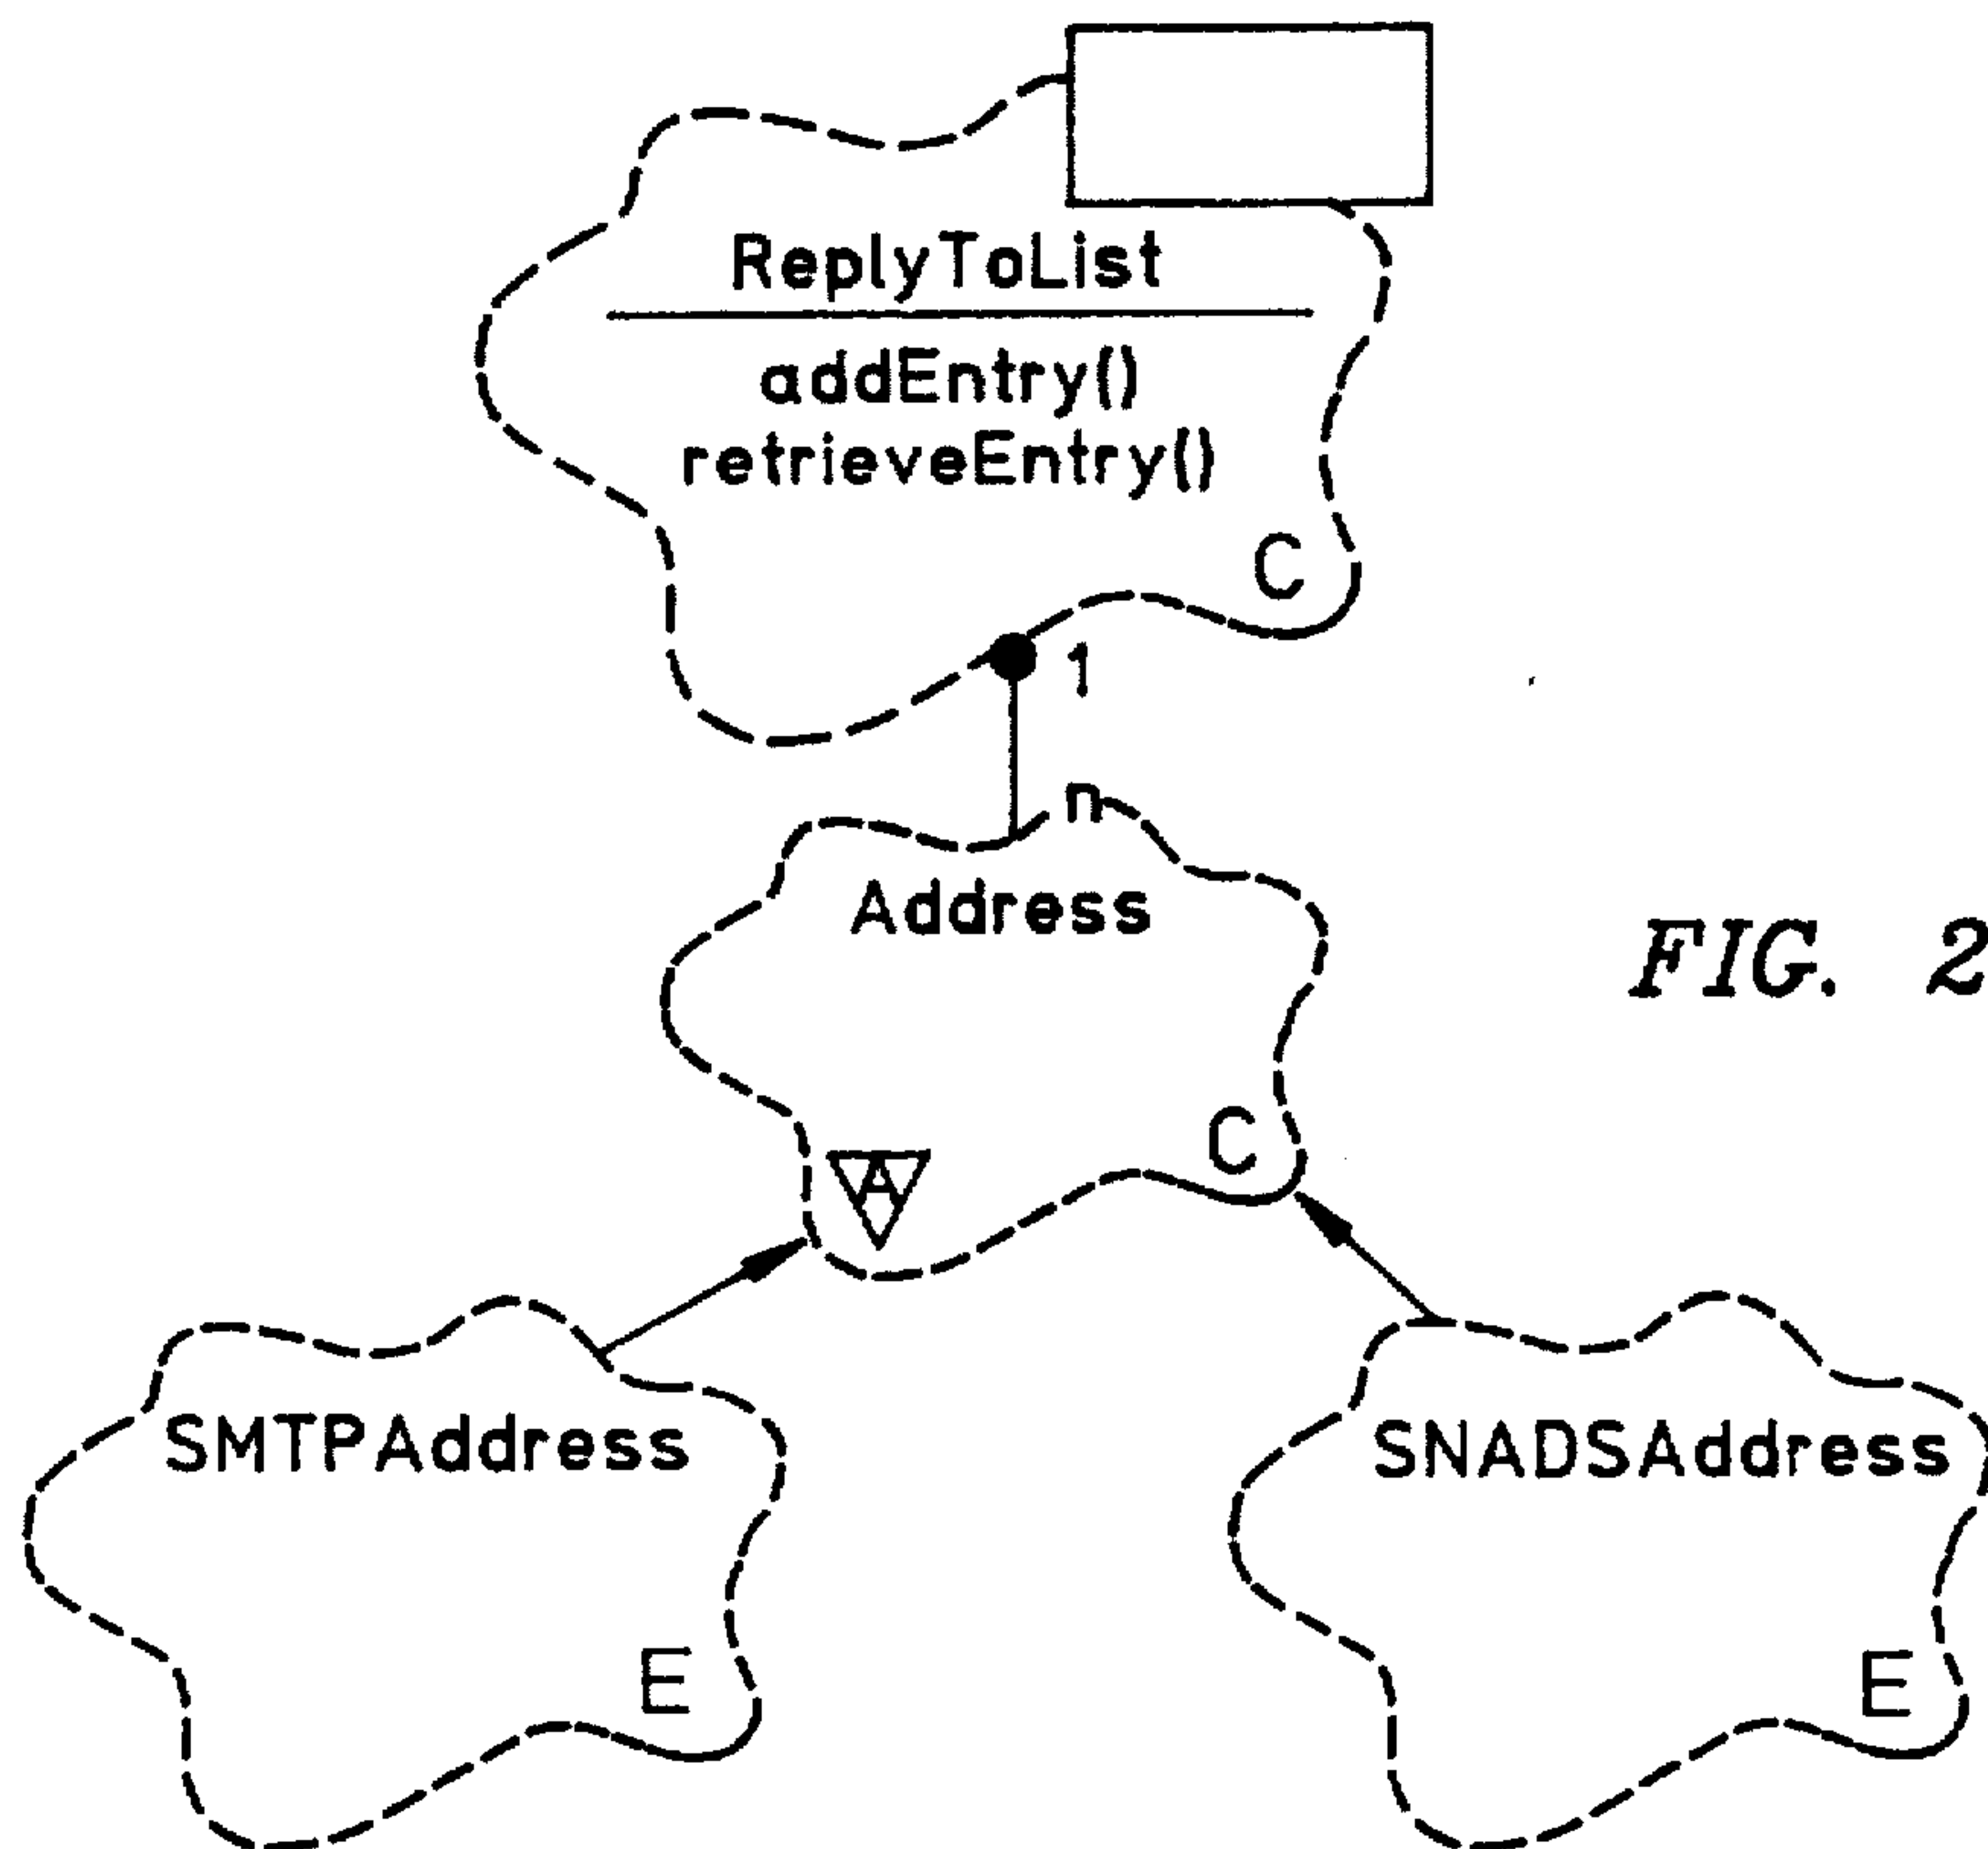 ReplyToList
addEntry()
retrieveEntry()
C
1
n
Address
FIG. 2
C
A
SMTPAddress
SNADSAddress
E
E